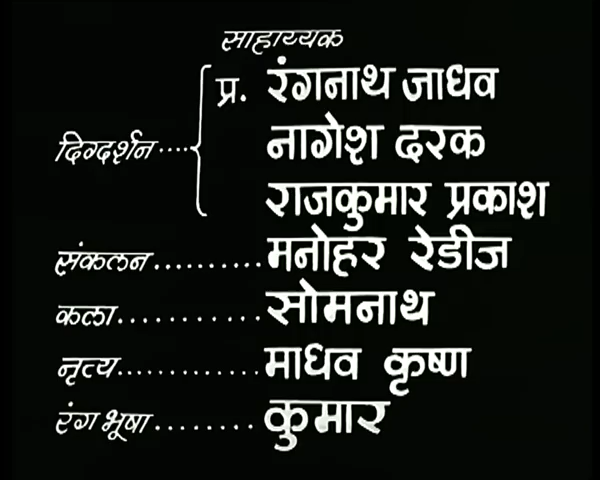 साहाय्यक
प्र. रंगनाथ जाधव
दिग्दर्शन.... नागेश दरक
राजकुमार प्रकाश
संकलन.......... मनोहर रेडीज
कला............ सोमनाथ
नृत्य............. माधव कृष्ण
रंग भूषा........ कुमार